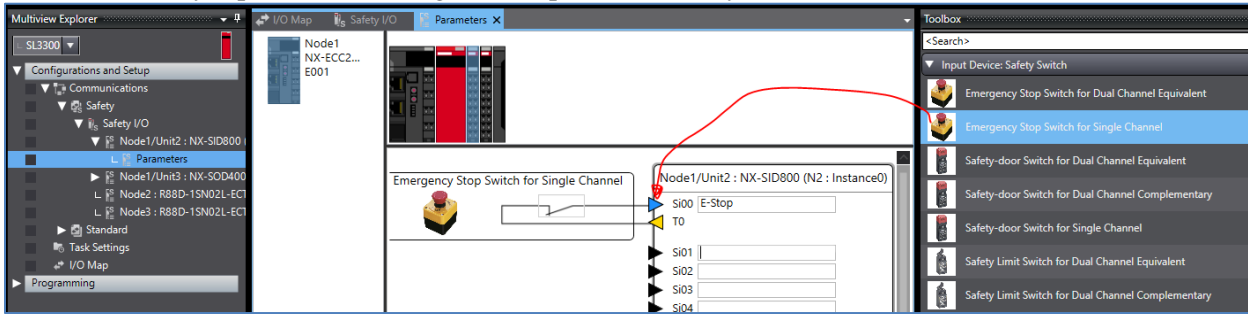 Multiview Explorer
SL3300
Configurations and Setup
Communications
Safety
Safety I/O
Node1/Unit2 : NX-SID800
Parameters
Node1/Unit3 : NX-SOD400
Node2 : R88D-1SN02L-ECT
Node3 : R88D-1SN02L-ECT
Standard
Task Settings
I/O Map
Programming
I/O Map
Safety I/O
Parameters
Node1
NX-ECC2...
E001
Emergency Stop Switch for Single Channel
Node1/Unit2 : NX-SID800 (N2 : Instance0)
Si00 E-Stop
T0
Si01
Si02
Si03
Si04
Toolbox
<Search>
Input Device: Safety Switch
Emergency Stop Switch for Dual Channel Equivalent
Emergency Stop Switch for Single Channel
Safety-door Switch for Dual Channel Equivalent
Safety-door Switch for Dual Channel Complementary
Safety-door Switch for Single Channel
Safety Limit Switch for Dual Channel Equivalent
Safety Limit Switch for Dual Channel Complementary